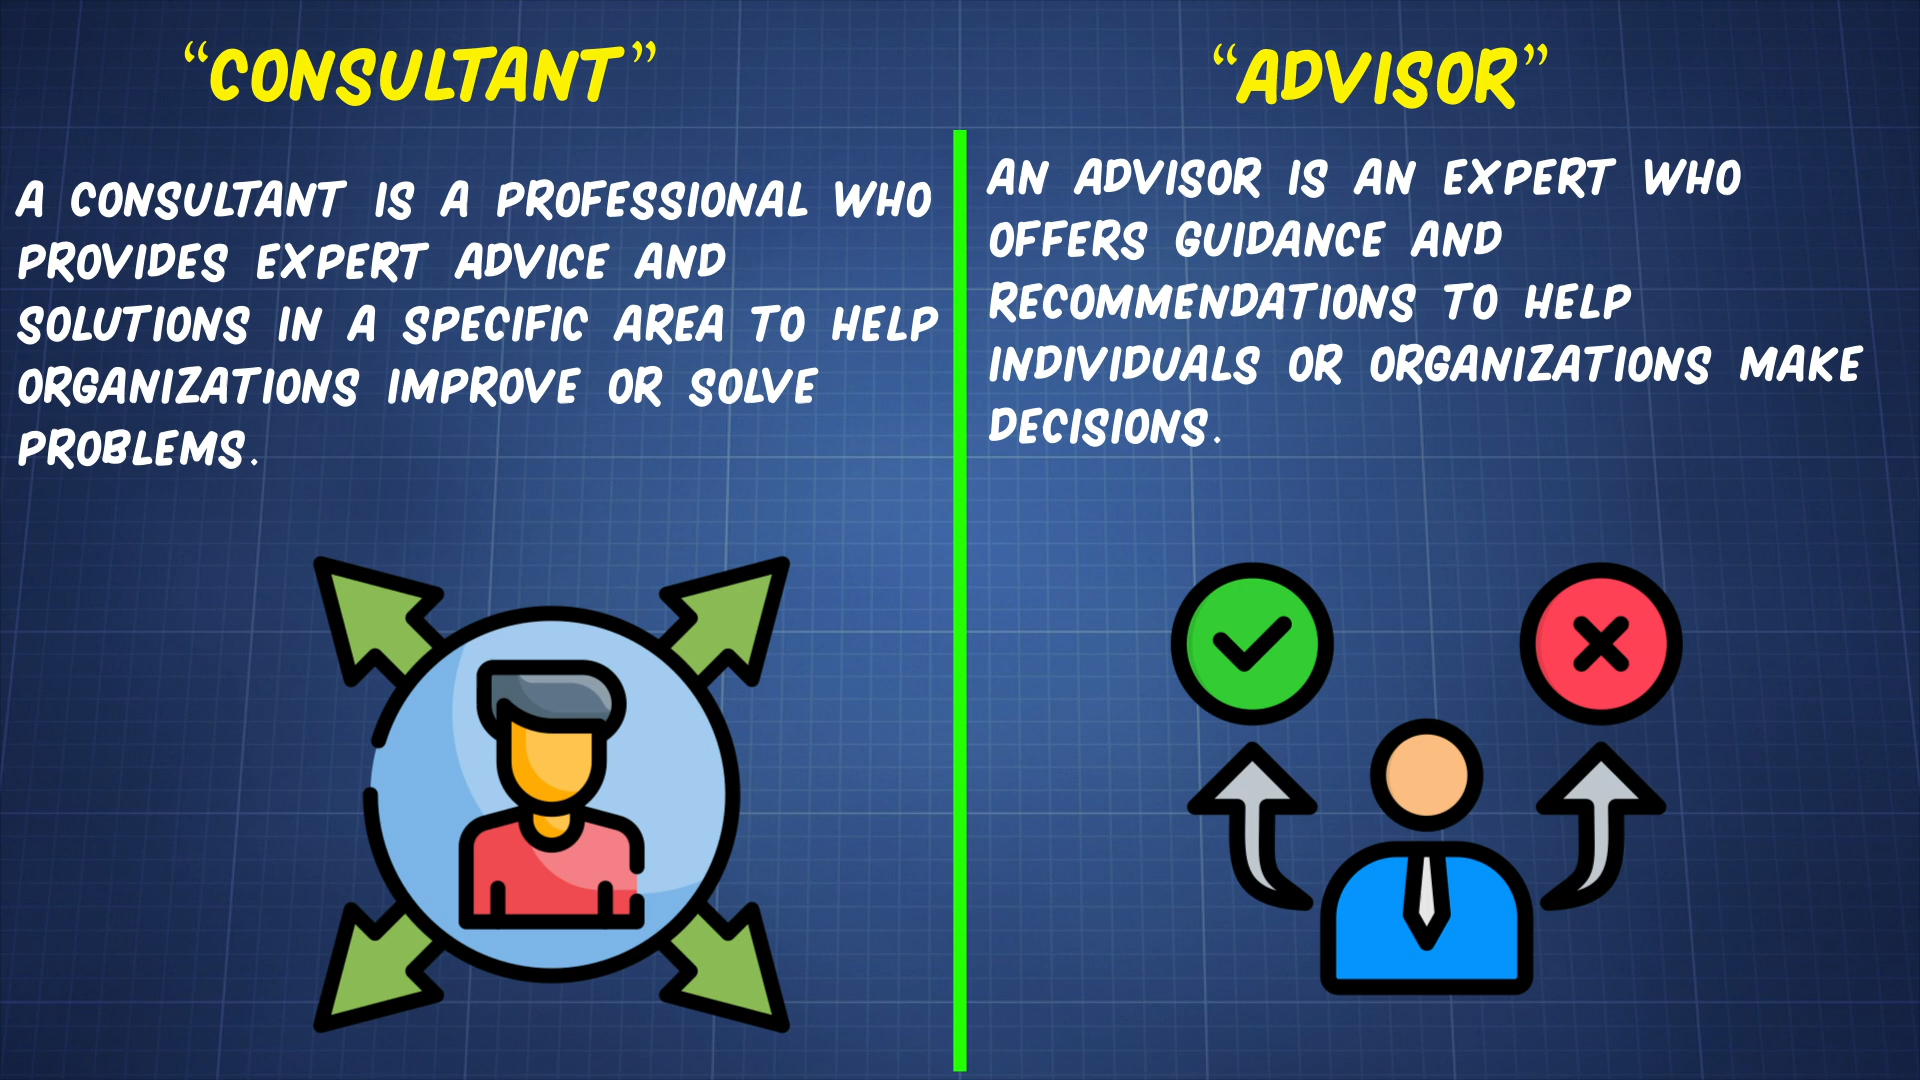 “CONSULTANT”
A CONSULTANT IS A PROFESSIONAL WHO
PROVIDES EXPERT ADVICE AND
SOLUTIONS IN A SPECIFIC AREA TO HELP
ORGANIZATIONS IMPROVE OR SOLVE
PROBLEMS.
“ADVISOR”
AN ADVISOR IS AN EXPERT WHO
OFFERS GUIDANCE AND
RECOMMENDATIONS TO HELP
INDIVIDUALS OR ORGANIZATIONS MAKE
DECISIONS.